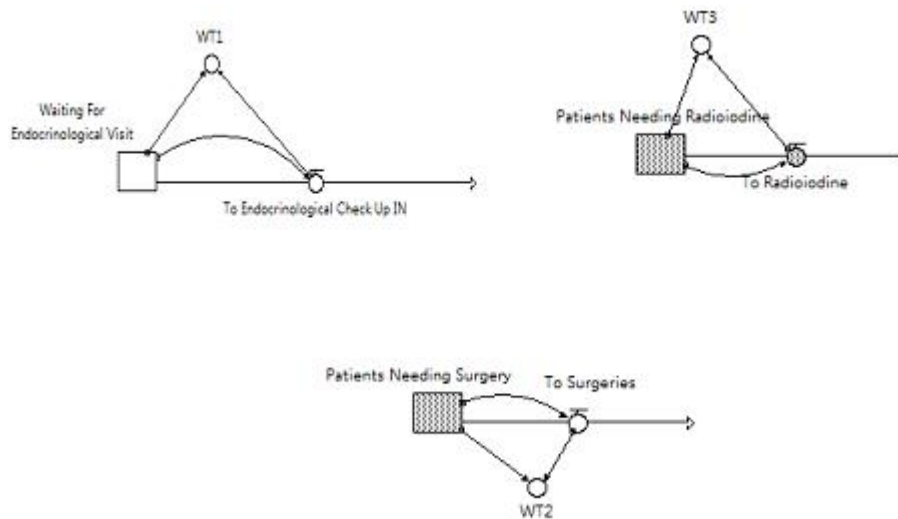 WT1
Waiting For
Endocrinological Visit
To Endocrinological Check Up IN
WT3
Patients Needing Radioiodine
To Radioiodine
Patients Needing Surgery
To Surgeries
WT2